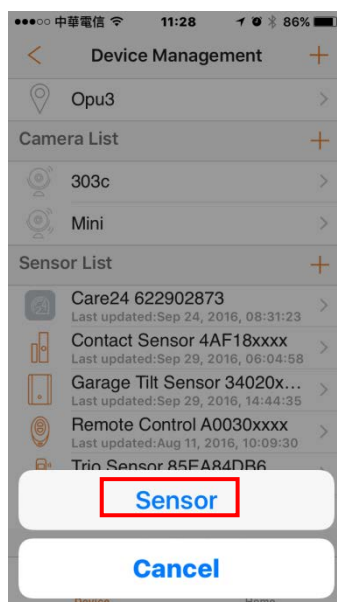 中華電信 11:28 86%
Device Management
Opu3
Camera List
303c
Mini
Sensor List
Care24 622902873
Last updated:Sep 24, 2016, 08:31:23
Contact Sensor 4AF18xxxx
Last updated:Sep 29, 2016, 06:04:58
Garage Tilt Sensor 34020x...
Last updated:Sep 29, 2016, 14:44:35
Remote Control A0030xxxx
Last updated:Aug 11, 2016, 10:09:30
Trio Sensor 85EA84DB6
Sensor
Cancel
Device Home